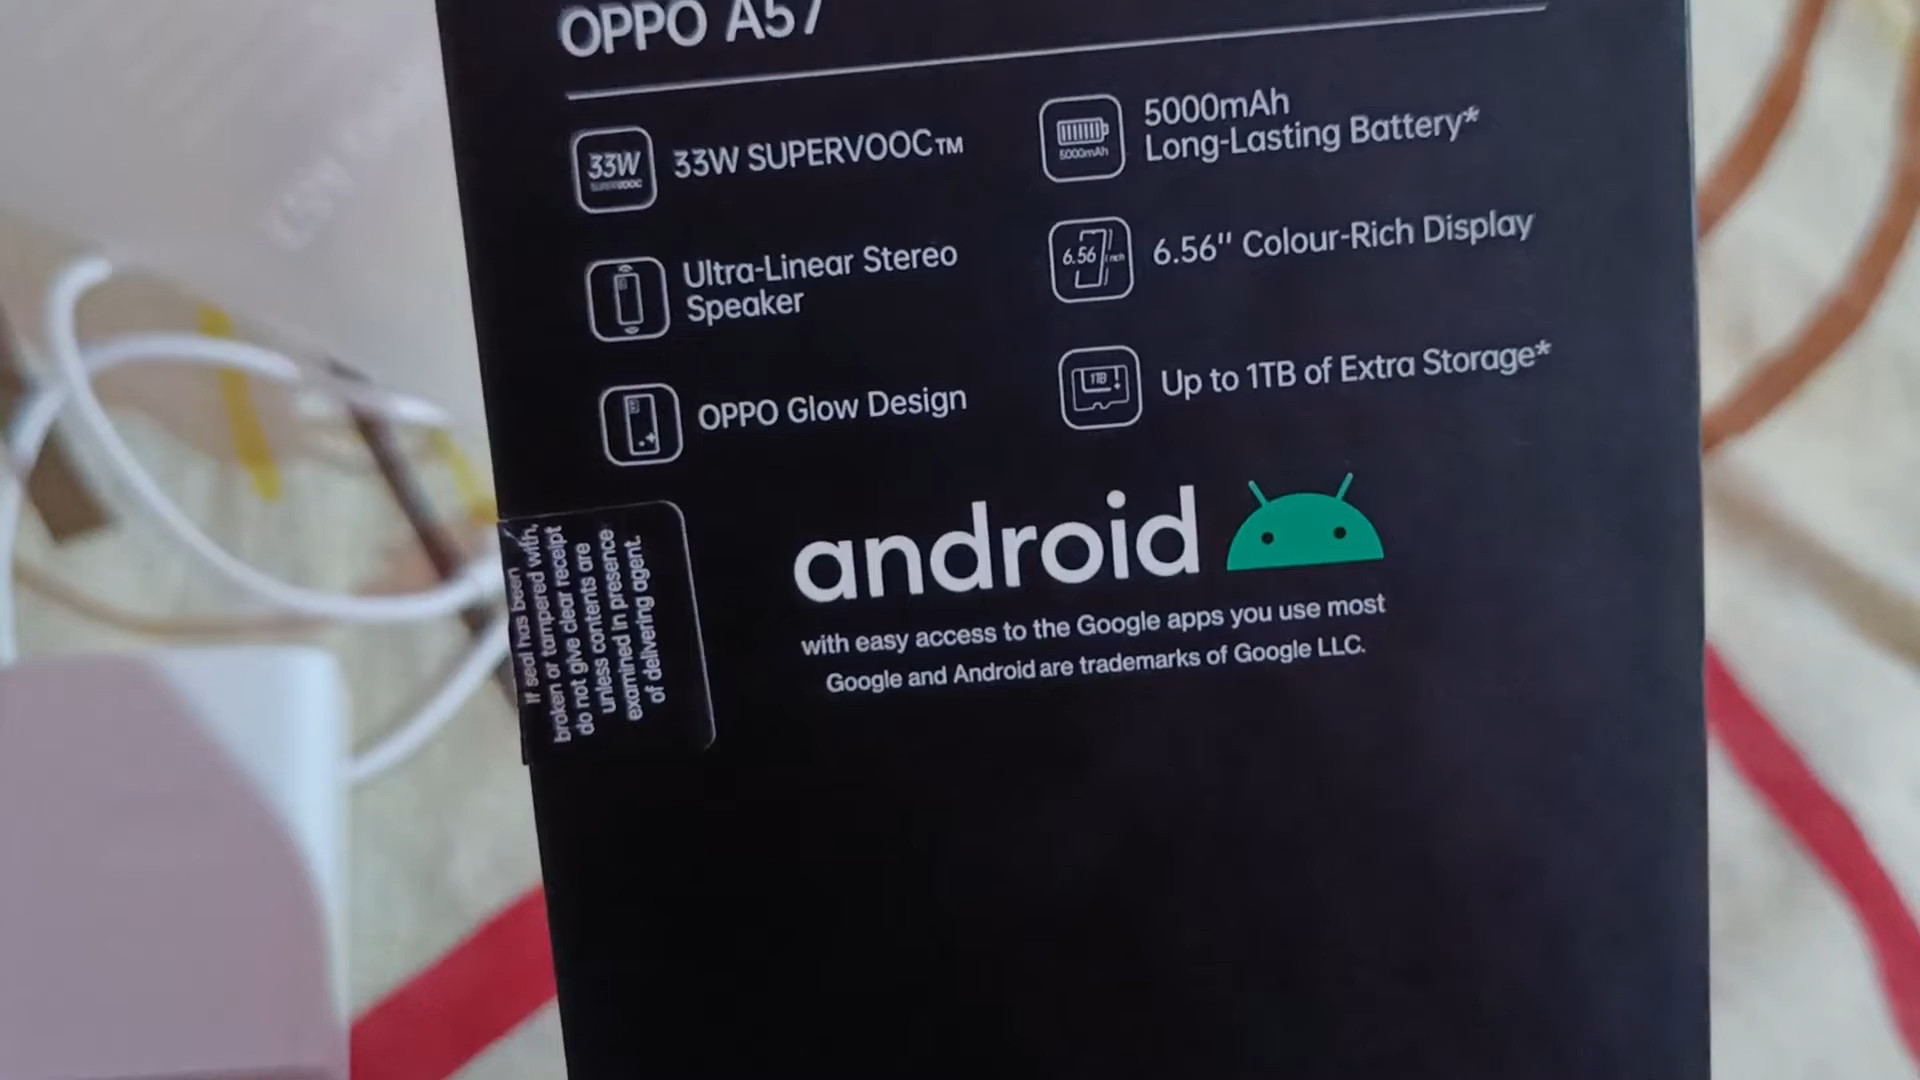 OPPO A57
33W
SUPERVOOC
33W SUPERVOOC™
5000mAh
5000mAh
Long-Lasting Battery*
Ultra-Linear Stereo
Speaker
6.56
inch
6.56" Colour-Rich Display
OPPO Glow Design
1TB
Up to 1TB of Extra Storage*
android
with easy access to the Google apps you use most
Google and Android are trademarks of Google LLC.
If seal has been
broken or tampered with,
do not give clear receipt
unless contents are
examined in presence
of delivering agent.